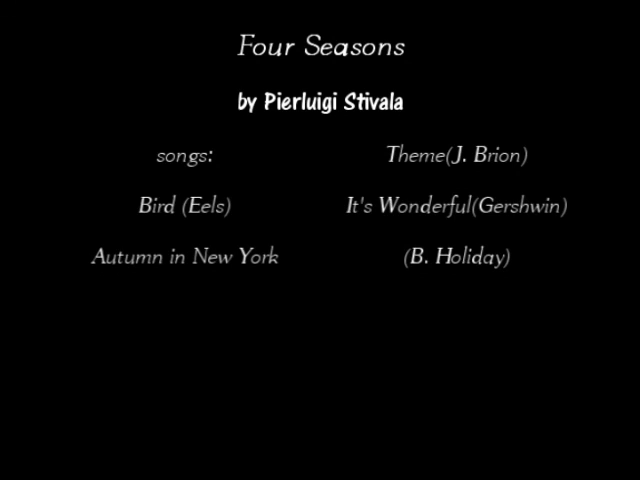 Four Seasons
by Pierluigi Stivala
songs: Theme(J. Brion)
Bird (Eels) It's Wonderful(Gershwin)
Autumn in New York (B. Holiday)